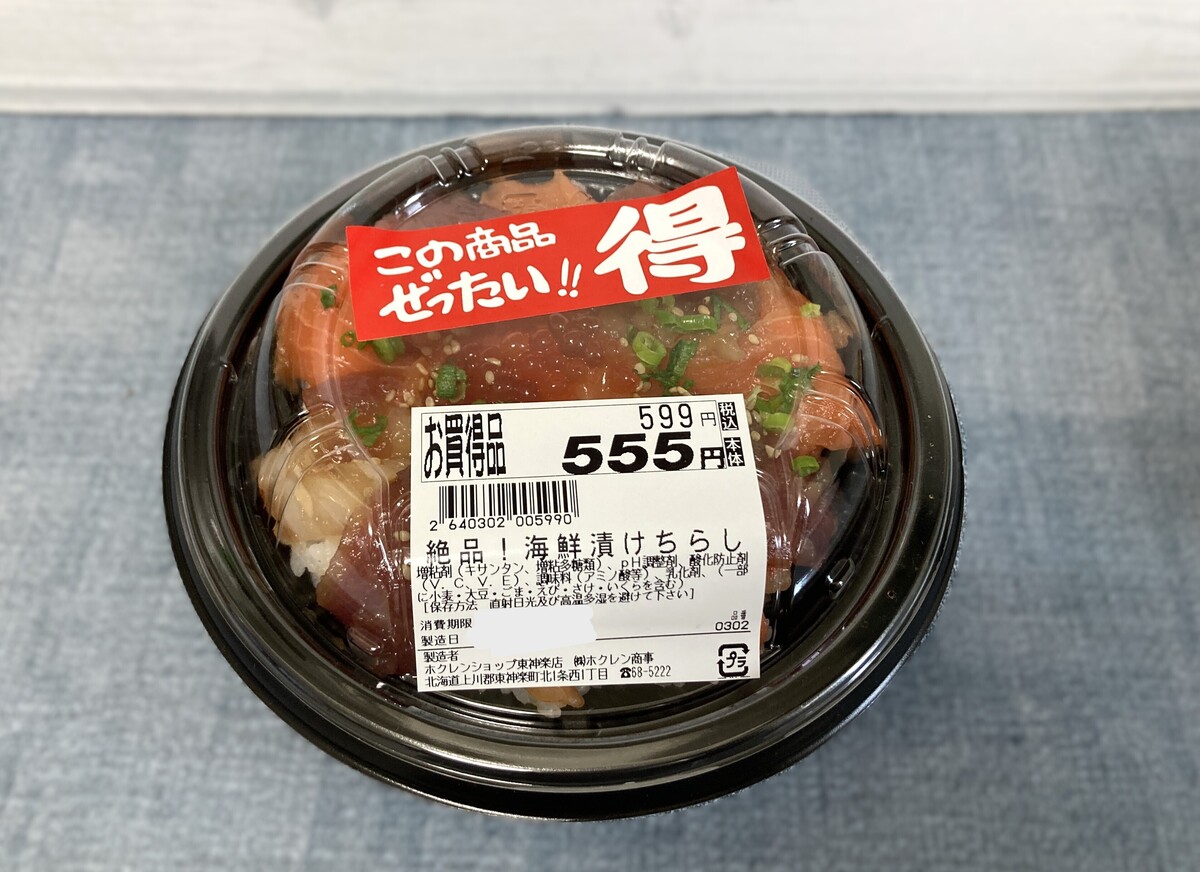 この商品
ぜったい!!
得
お買得品
599円 税込
555円 本体
2 640302 005990
絶品!海鮮漬けちらし
増粘剤(キサンタン、増粘多糖類)、pH調整剤、酸化防止剤
(V.C、V.E)、調味料(アミノ酸等)、乳化剤、(一部
に小麦・大豆・ごま・えび・さけ・いくらを含む)
[保存方法 直射日光及び高温多湿を避けて下さい]
消費期限
製造日
品番
0302
製造者
ホクレンショップ東神楽店 ㈱ホクレン商事
北海道上川郡東神楽町北1条西1丁目 ☎68-5222
プラ